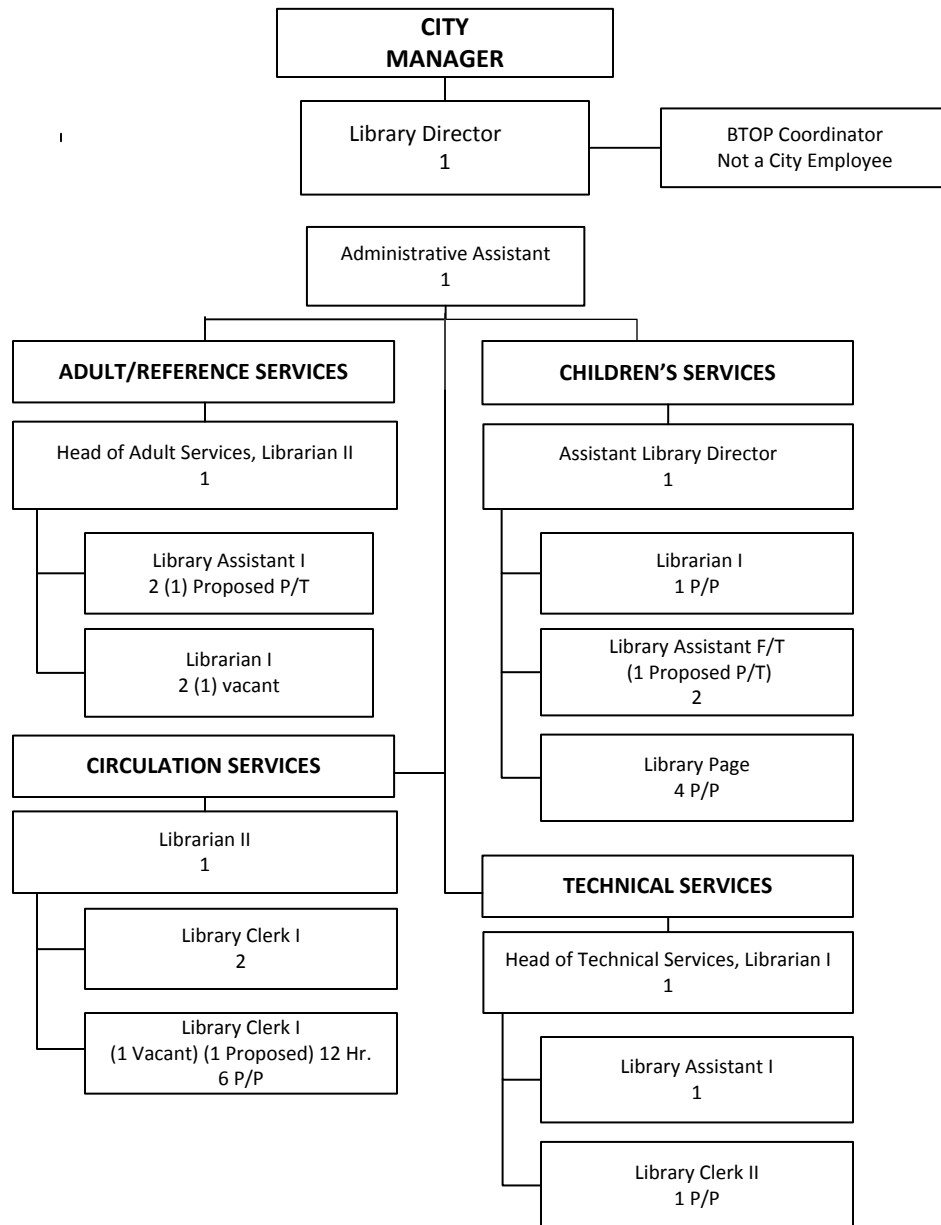 CITY
MANAGER
Library Director
1
BTOP Coordinator
Not a City Employee
Administrative Assistant
1
ADULT/REFERENCE SERVICES
Head of Adult Services, Librarian II
1
Library Assistant I
2 (1) Proposed P/T
Librarian I
2 (1) vacant
CIRCULATION SERVICES
Librarian II
1
Library Clerk I
2
Library Clerk I
(1 Vacant) (1 Proposed) 12 Hr.
6 P/P
CHILDREN’S SERVICES
Assistant Library Director
1
Librarian I
1 P/P
Library Assistant F/T
(1 Proposed P/T)
2
Library Page
4 P/P
TECHNICAL SERVICES
Head of Technical Services, Librarian I
1
Library Assistant I
1
Library Clerk II
1 P/P